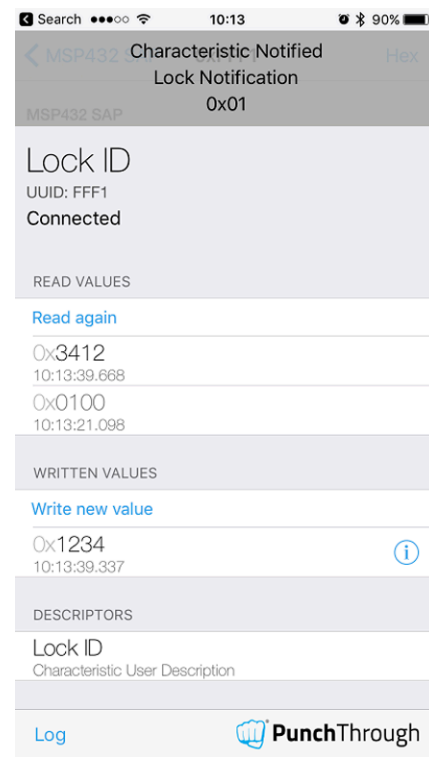 Search 10:13 90%
Characteristic Notified
Lock Notification
0x01
MSP432 Hex
MSP432 SAP
Lock ID
UUID: FFF1
Connected
READ VALUES
Read again
0x3412
10:13:39.668
0x0100
10:13:21.098
WRITTEN VALUES
Write new value
0x1234
10:13:39.337
DESCRIPTORS
Lock ID
Characteristic User Description
Log PunchThrough